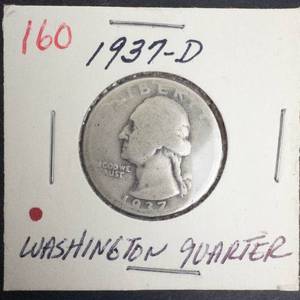 160
1937-D
LIBERTY
IN GOD WE
TRUST
1937
WASHINGTON QUARTER